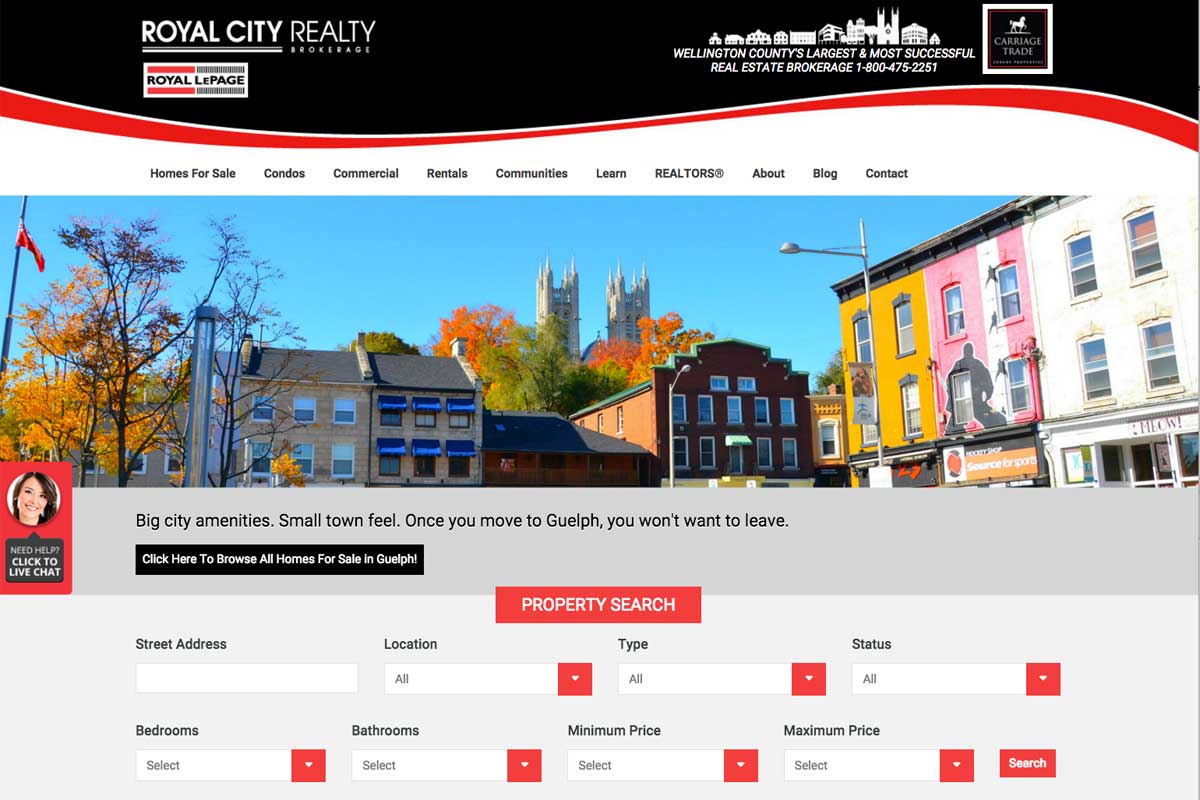 ROYAL CITY REALTY
BROKERAGE
ROYAL LEPAGE
WELLINGTON COUNTY'S LARGEST & MOST SUCCESSFUL
REAL ESTATE BROKERAGE 1-800-475-2251
CARRIAGE
TRADE
LUXURY PROPERTIES
Homes For Sale Condos Commercial Rentals Communities Learn REALTORS® About Blog Contact
MEOW!
HOCKEY SHOP
Source for sports
NEED HELP?
CLICK TO
LIVE CHAT
Big city amenities. Small town feel. Once you move to Guelph, you won't want to leave.
Click Here To Browse All Homes For Sale in Guelph!
PROPERTY SEARCH
Street Address Location Type Status
All All All
Bedrooms Bathrooms Minimum Price Maximum Price
Select Select Select Select Search